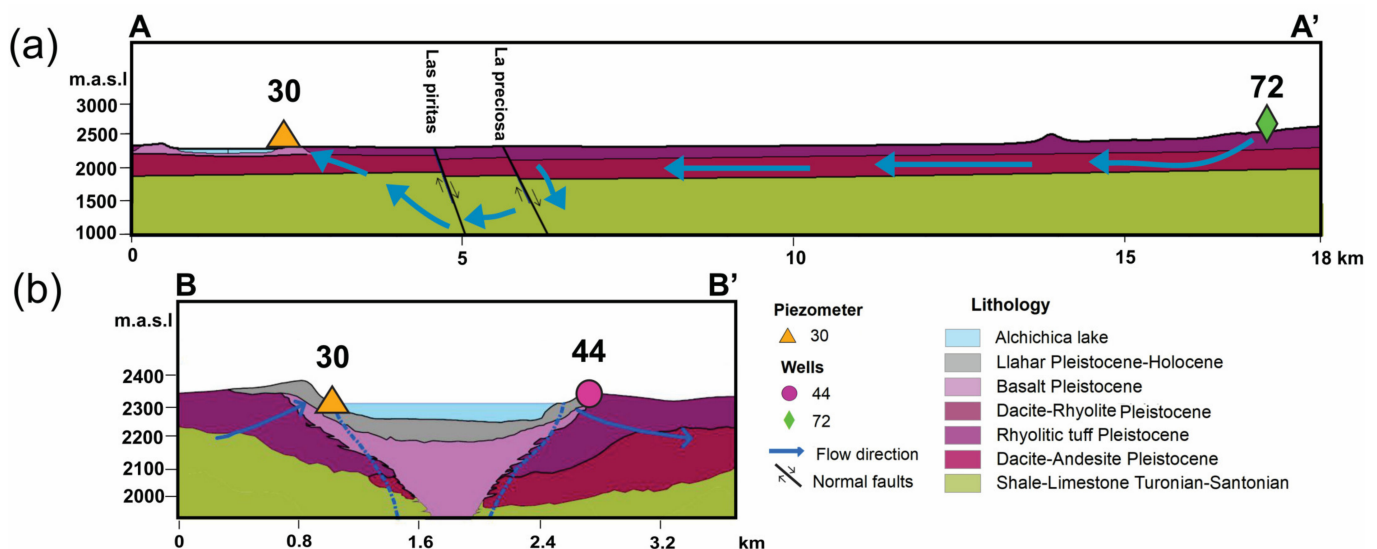 (a)
A A'
m.a.s.l
3000
2500
2000
1500
1000
30
Las piritas
La preciosa
72
0 5 10 15 18 km
(b)
B B'
m.a.s.l
2400
2300
2200
2100
2000
30
44
0 0.8 1.6 2.4 3.2 km
Piezometer
30
Wells
44
72
Flow direction
Normal faults
Lithology
Alchichica lake
Llahar Pleistocene-Holocene
Basalt Pleistocene
Dacite-Rhyolite Pleistocene
Rhyolitic tuff Pleistocene
Dacite-Andesite Pleistocene
Shale-Limestone Turonian-Santonian